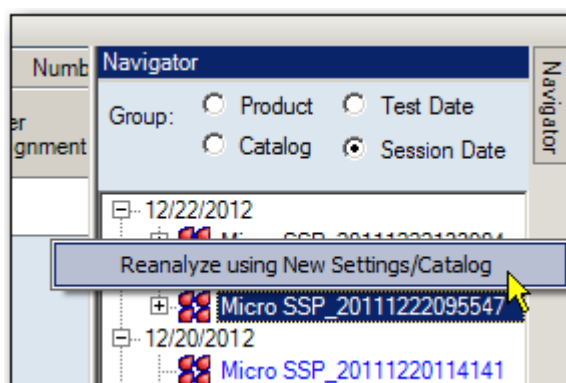 Numb
Navigator
Navigator
er
gnment
Group:
Product
Test Date
Catalog
Session Date
12/22/2012
Reanalyze using New Settings/Catalog
Micro SSP_20111222095547
12/20/2012
Micro SSP_20111220114141